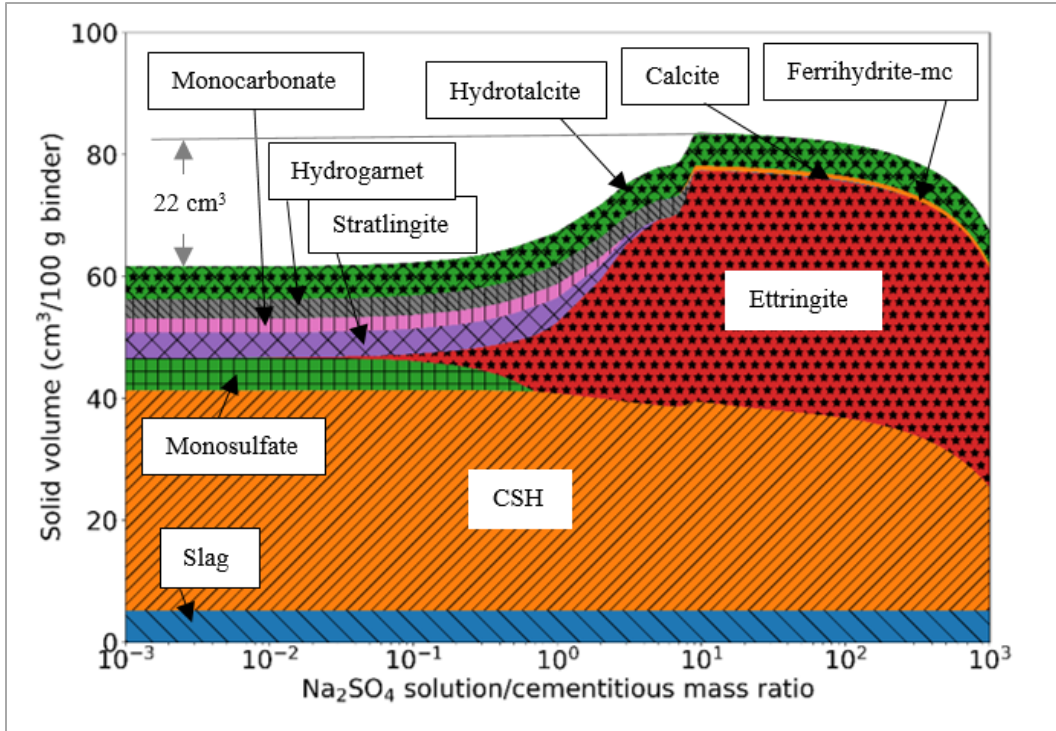 100
Monocarbonate
Hydrotalcite
Calcite
Ferrihydrite-mc
80
22 cm³
Hydrogarnet
Stratlingite
60
Ettringite
Solid volume (cm³/100 g binder)
40
Monosulfate
CSH
20
Slag
0
10⁻³ 10⁻² 10⁻¹ 10⁰ 10¹ 10² 10³
Na₂SO₄ solution/cementitious mass ratio